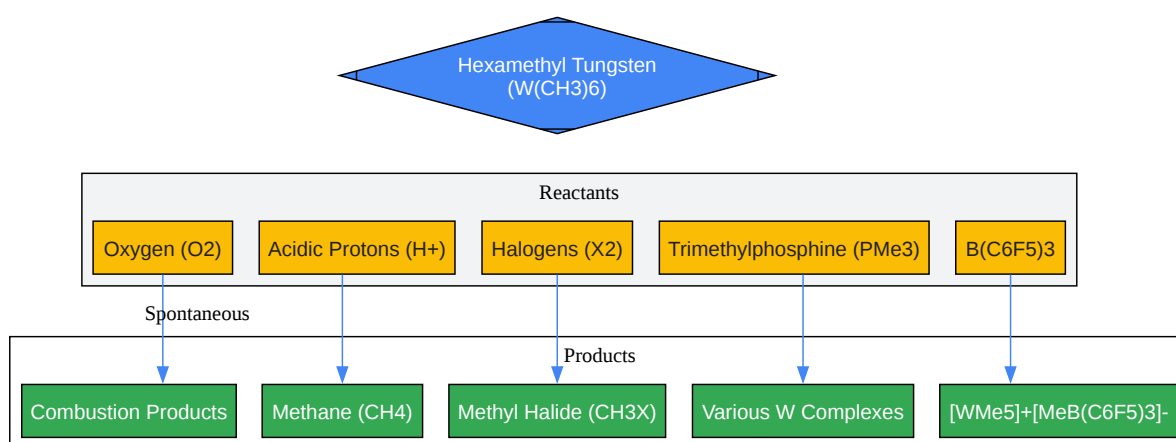 Hexamethyl Tungsten
(W(CH3)6)
Reactants
Oxygen (O2)
Acidic Protons (H+)
Halogens (X2)
Trimethylphosphine (PMe3)
B(C6F5)3
Spontaneous
Products
Combustion Products
Methane (CH4)
Methyl Halide (CH3X)
Various W Complexes
[WMe5]+[MeB(C6F5)3]-